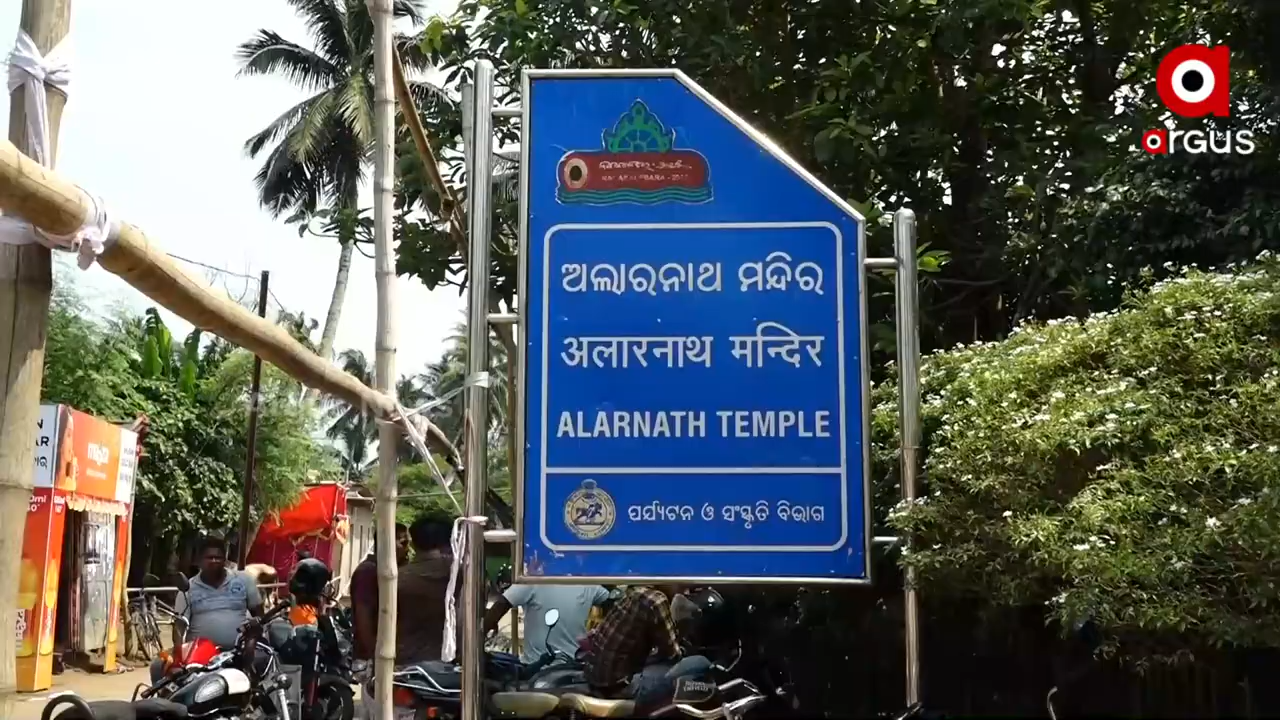 argus
ଅଲାରନାଥ ମନ୍ଦିର
अलारनाथ मन्दिर
ALARNATH TEMPLE
ପର୍ଯ୍ୟଟନ ଓ ସଂସ୍କୃତି ବିଭାଗ